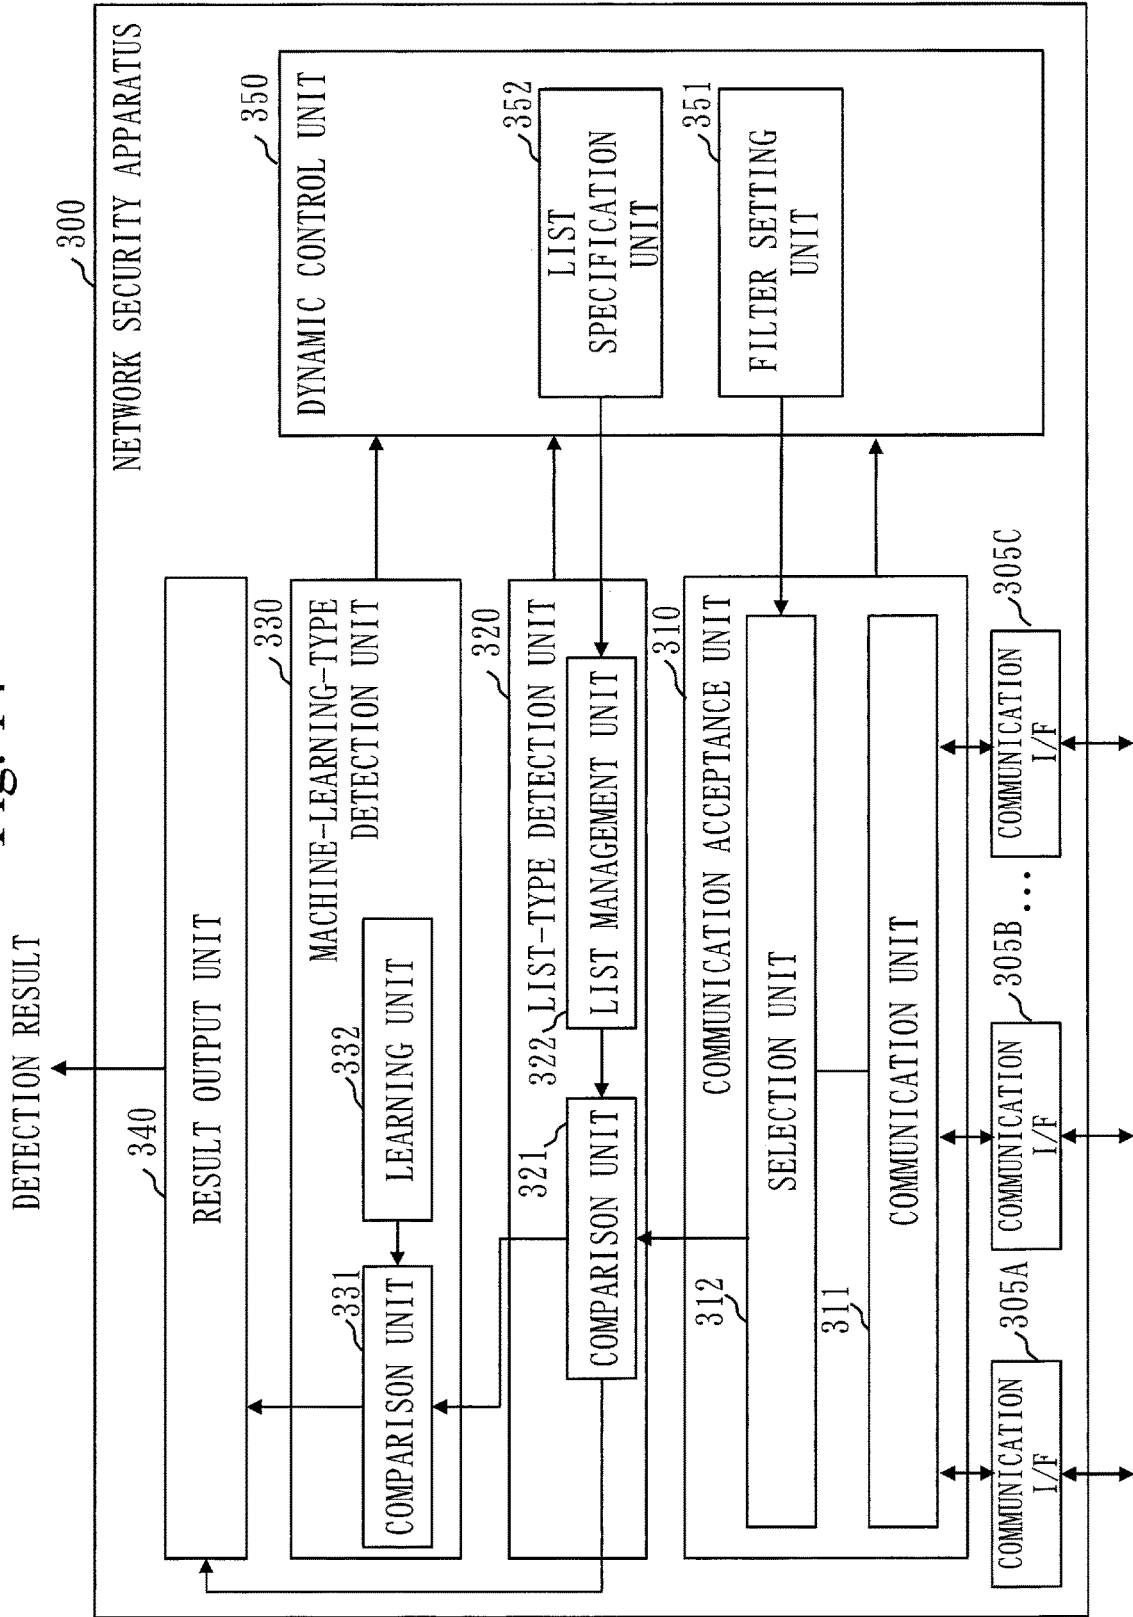 DETECTION RESULT
300
NETWORK SECURITY APPARATUS
340
RESULT OUTPUT UNIT
330
MACHINE-LEARNING-TYPE
DETECTION UNIT
331
COMPARISON UNIT
332
LEARNING UNIT
320
LIST-TYPE DETECTION UNIT
321
COMPARISON UNIT
322
LIST MANAGEMENT UNIT
310
COMMUNICATION ACCEPTANCE UNIT
312
SELECTION UNIT
311
COMMUNICATION UNIT
305A
COMMUNICATION
I/F
305B
COMMUNICATION
I/F
...
305C
COMMUNICATION
I/F
350
DYNAMIC CONTROL UNIT
352
LIST
SPECIFICATION
UNIT
351
FILTER SETTING
UNIT